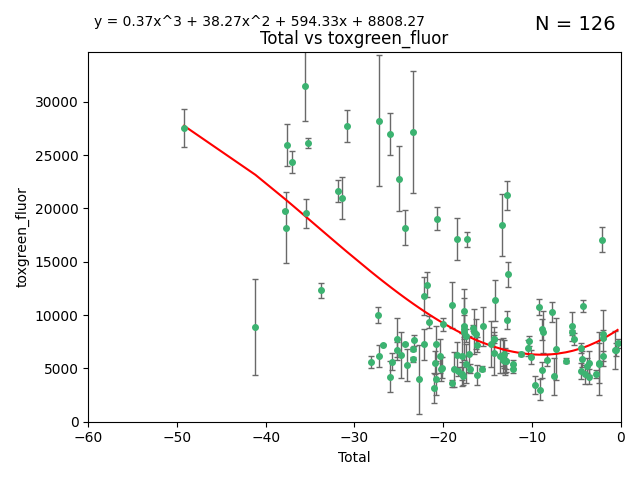 y = 0.37x^3 + 38.27x^2 + 594.33x + 8808.27
N = 126
Total vs toxgreen_fluor
toxgreen_fluor
30000
25000
20000
15000
10000
5000
0
−60
−50
−40
−30
−20
−10
0
Total